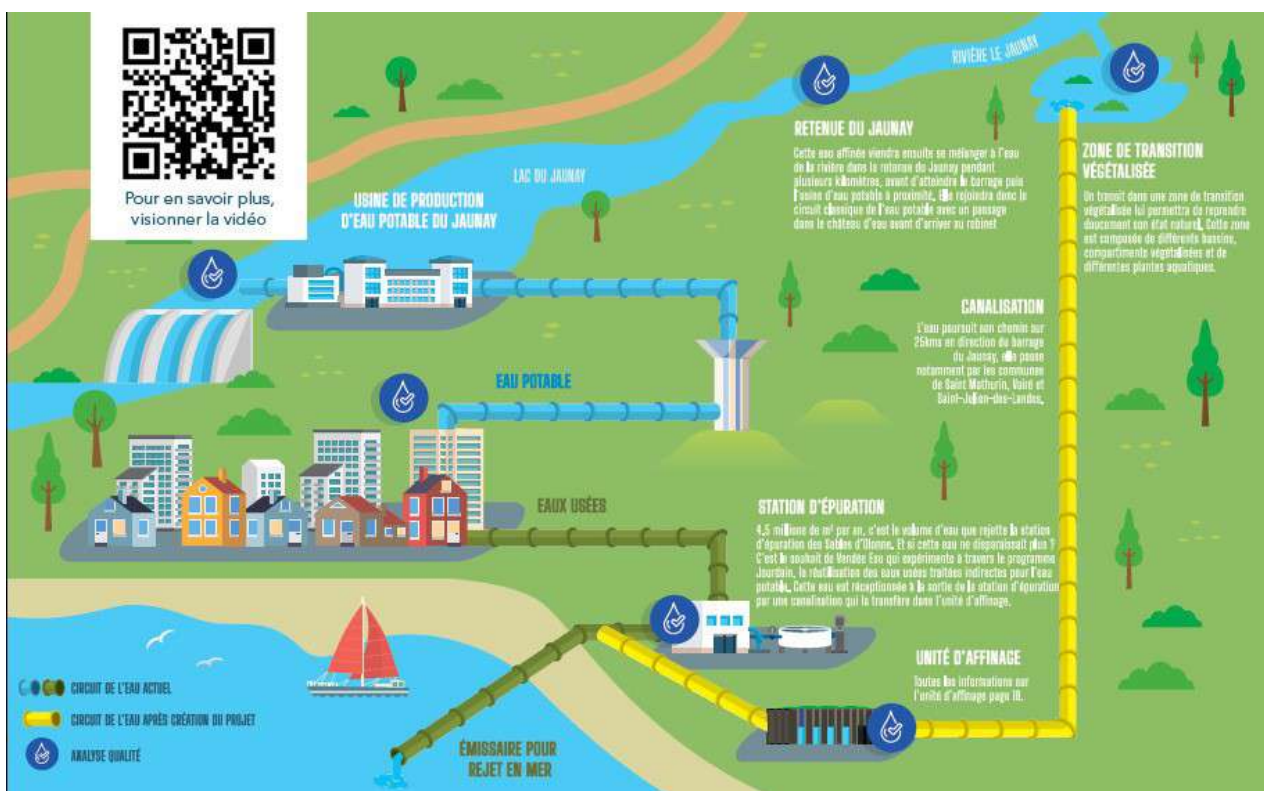 Pour en savoir plus,
visionner la vidéo
RIVIÈRE LE JAUNAY
LAC DU JAUNAY
USINE DE PRODUCTION
D'EAU POTABLE DU JAUNAY
RETENUE DU JAUNAY
Cette eau affinée viendra ensuite se mélanger à l'eau
de la rivière dans la retenue du Jaunay pendant
plusieurs kilomètres, avant d'atteindre le barrage puis
l'usine d'eau potable à proximité. Elle rejoindra donc le
circuit classique de l'eau potable avec un passage
dans le château d'eau avant d'arriver au robinet
ZONE DE TRANSITION
VÉGÉTALISÉE
Un transit dans une zone de transition
végétalisée lui permettra de reprendre
doucement son état naturel. Cette zone
est composée de différents bassins,
compartiments végétalisées et de
différentes plantes aquatiques.
CANALISATION
L'eau poursuit son chemin sur
25kms en direction du barrage
du Jaunay, elle passe
notamment par les communes
de Saint Mathurin, Vairé et
Saint-Julien-des-Landes.
EAU POTABLE
EAUX USÉES
STATION D'ÉPURATION
4,5 millions de m³ par an, c'est le volume d'eau que rejette la station
d'épuration des Sables d'Olonne. Et si cette eau ne disparaissait plus ?
C'est le souhait de Vendée Eau qui expérimente à travers le programme
Jourdain, la réutilisation des eaux usées traitées indirectes pour l'eau
potable. Cette eau est réceptionnée à la sortie de la station d'épuration
par une canalisation qui la transfère dans l'unité d'affinage.
UNITÉ D'AFFINAGE
Toutes les informations sur
l'unité d'affinage page 10.
CIRCUIT DE L'EAU ACTUEL
CIRCUIT DE L'EAU APRÈS CRÉATION DU PROJET
ANALYSE QUALITÉ
ÉMISSAIRE POUR
REJET EN MER